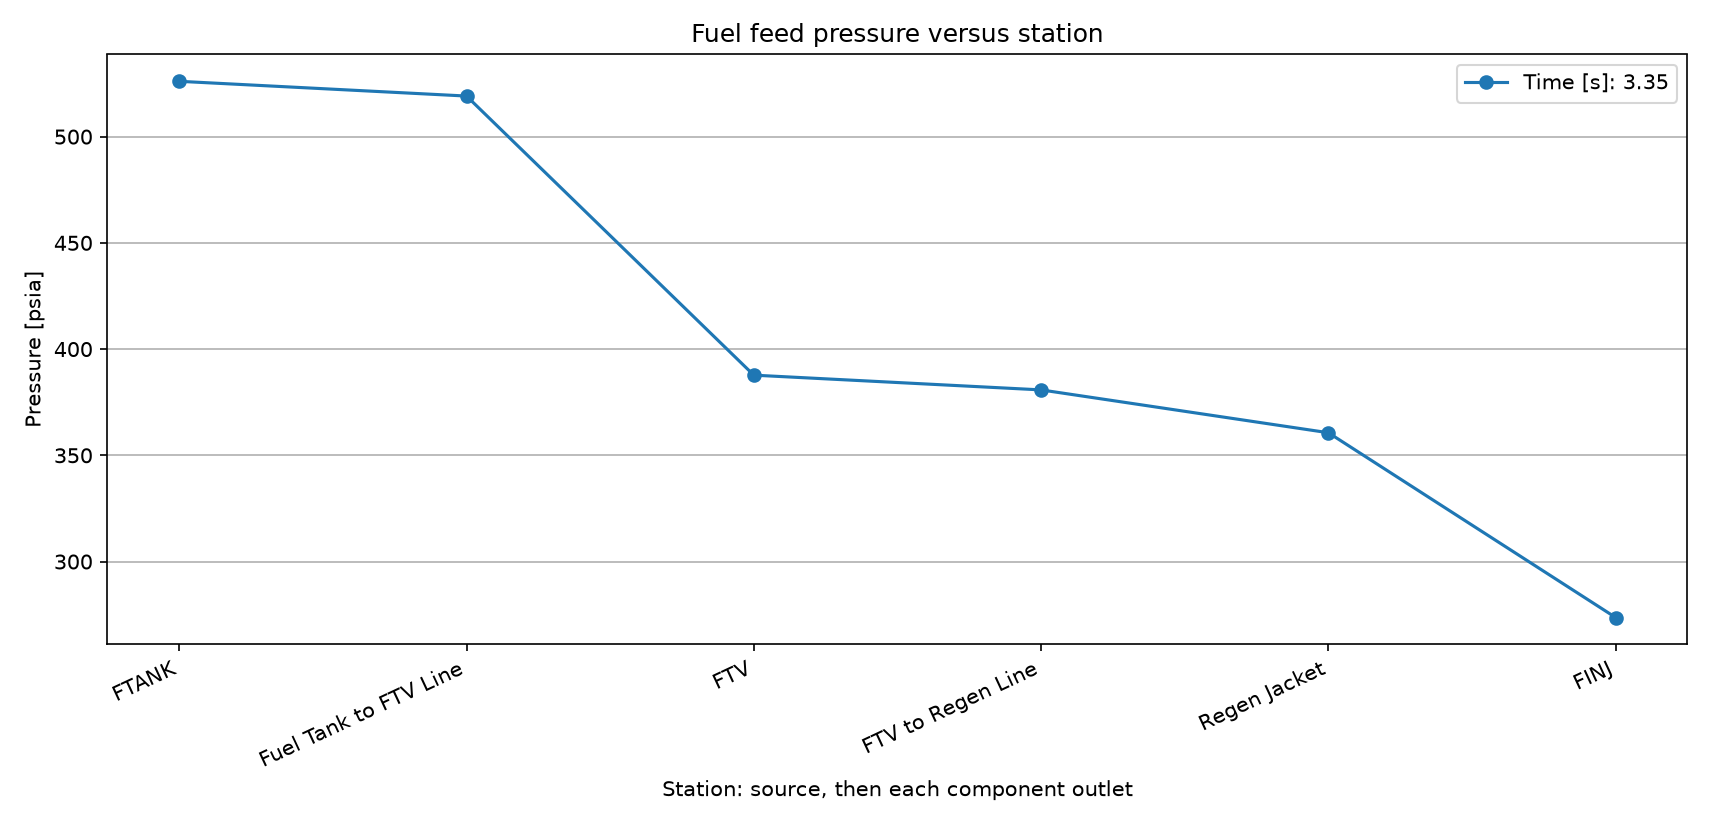 Fuel feed pressure versus station
Time [s]: 3.35
Pressure [psia]
500
450
400
350
300
FTANK
Fuel Tank to FTV Line
FTV
FTV to Regen Line
Regen Jacket
FINJ
Station: source, then each component outlet